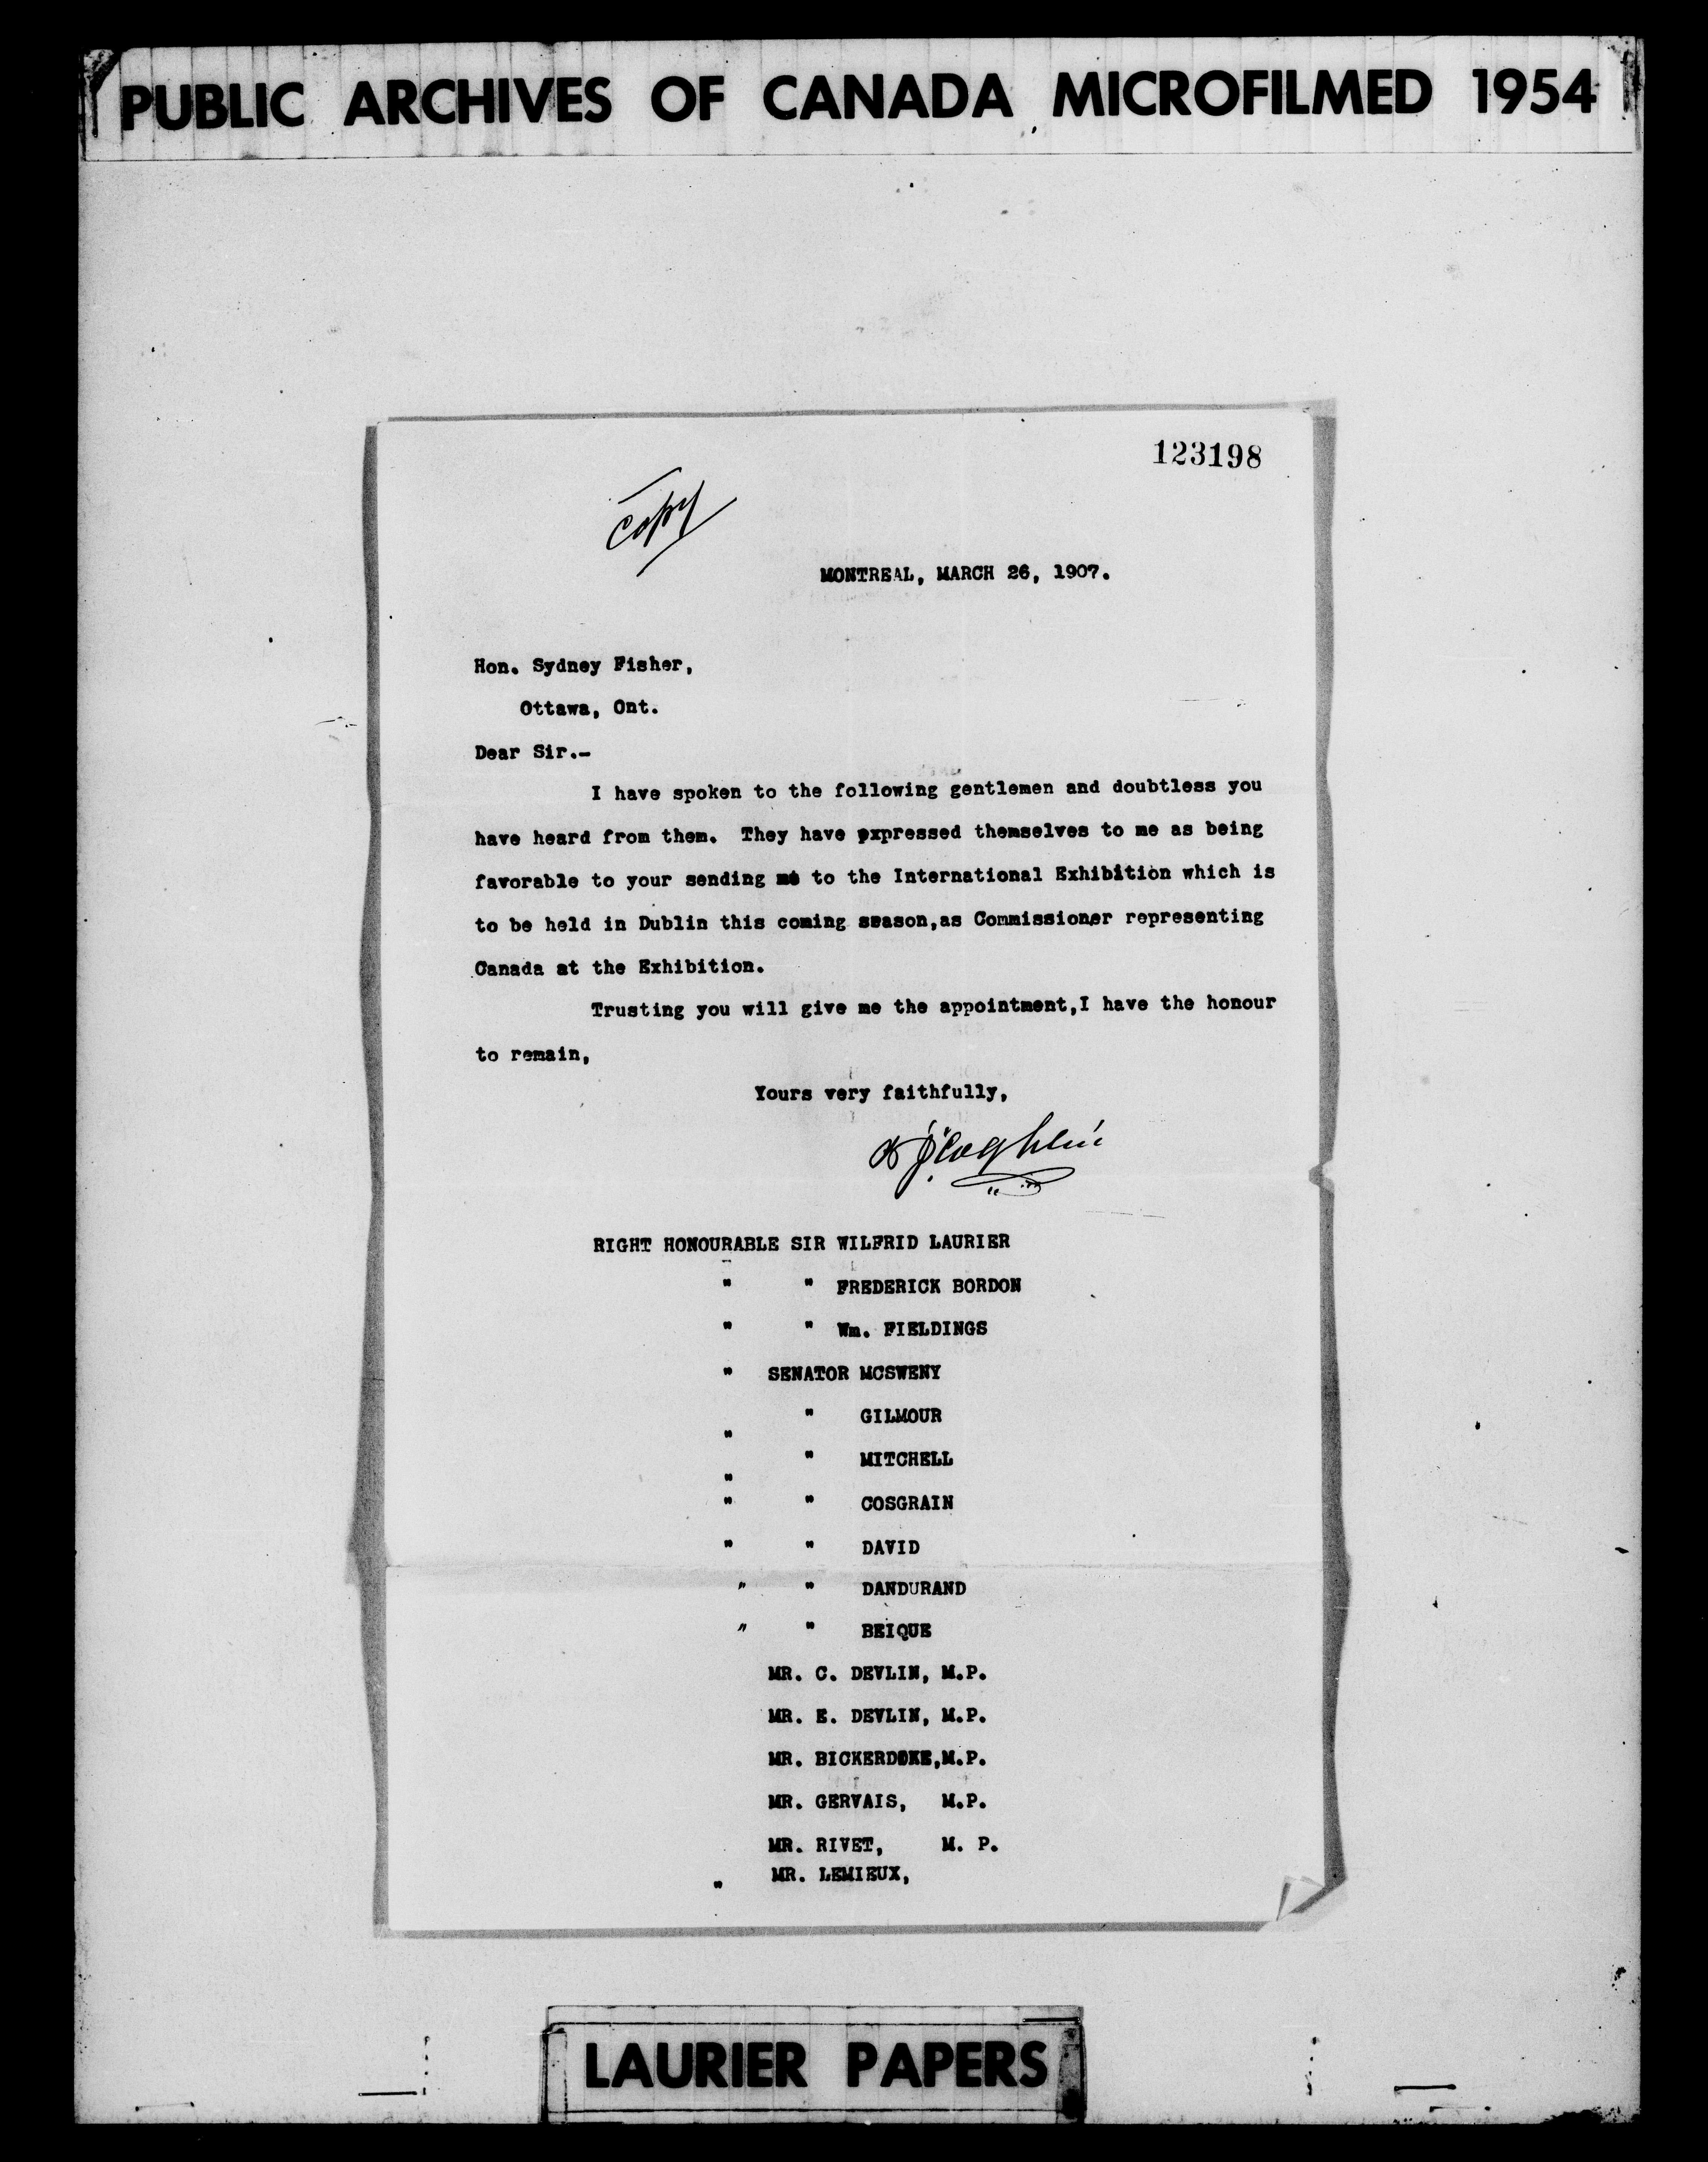 PUBLIC ARCHIVES OF CANADA MICROFILMED 1954
123198
Copy
MONTREAL, MARCH 26, 1907.
Hon. Sydney Fisher,
Ottawa, Ont.
Dear Sir.-
I have spoken to the following gentlemen and doubtless you
have heard from them. They have expressed themselves to me as being
favorable to your sending me to the International Exhibition which is
to be held in Dublin this coming season,as Commissioner representing
Canada at the Exhibition.
Trusting you will give me the appointment,I have the honour
to remain,
Yours very faithfully,
RIGHT HONOURABLE SIR WILFRID LAURIER
" " FREDERICK BORDON
" " Wm. FIELDINGS
" SENATOR MCSWENY
" " GILMOUR
" " MITCHELL
" " COSGRAIN
" " DAVID
" " DANDURAND
" " BEIQUE
MR. C. DEVLIN, M.P.
MR. E. DEVLIN, M.P.
MR. BICKERDOKE,M.P.
MR. GERVAIS, M.P.
MR. RIVET, M. P.
" MR. LEMIEUX,
LAURIER PAPERS